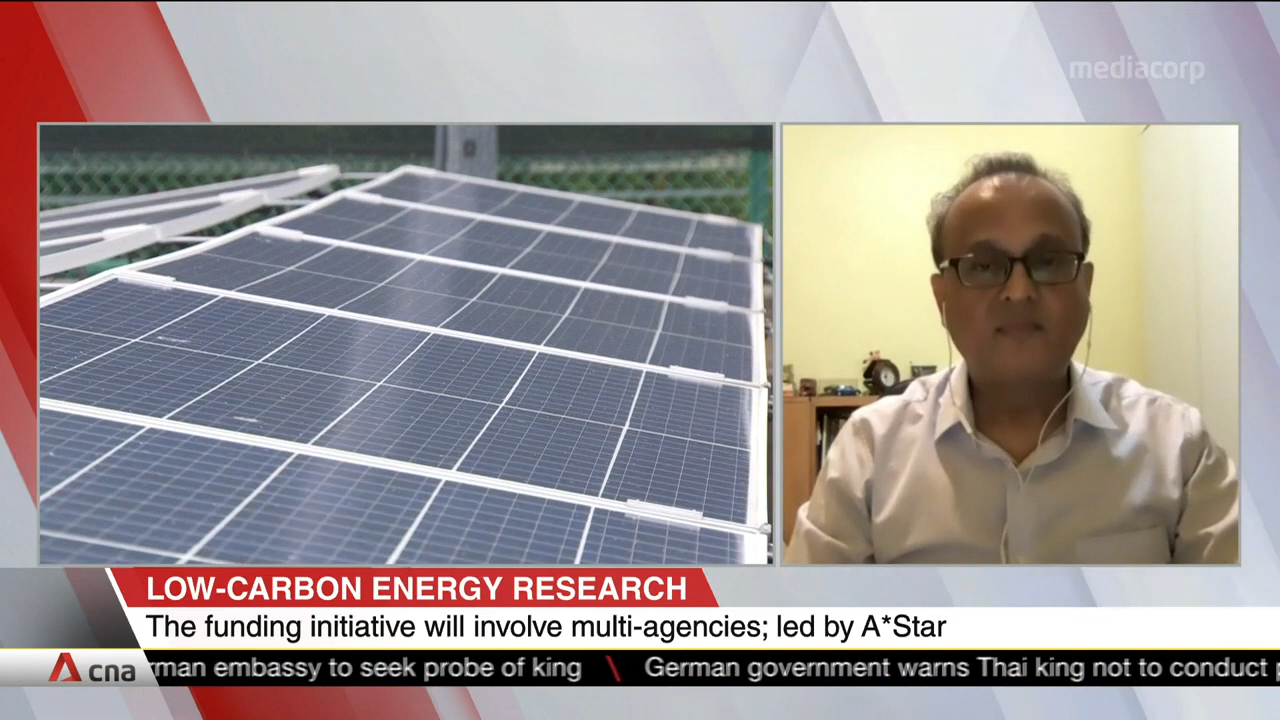 mediacorp
LOW-CARBON ENERGY RESEARCH
The funding initiative will involve multi-agencies; led by A*Star
cna
rman embassy to seek probe of king \ German government warns Thai king not to conduct p